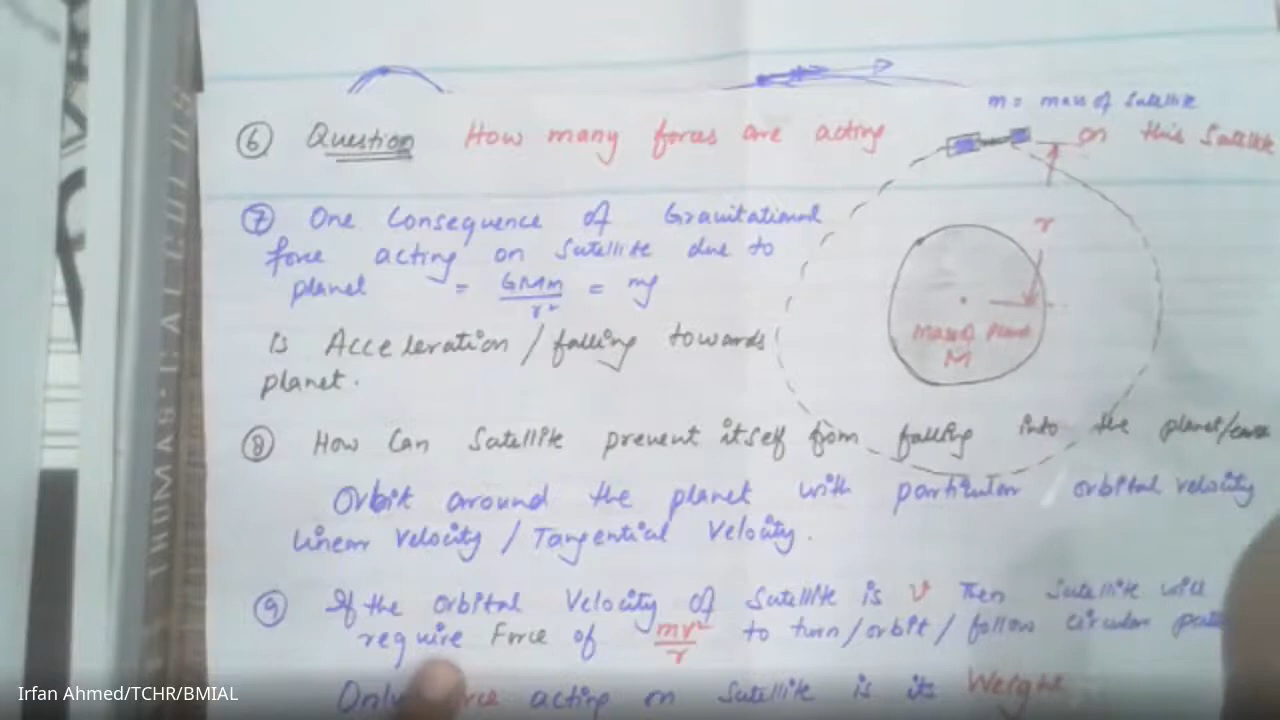 THOMAS' CALCULUS
m = mass of Satellite
⑥ Question How many forces are acting on this Satellite
r
Mass of Planet
M
⑦ One Consequence of Gravitational
force acting on Satellite due to
planet = GMm/r² = mg
is Acceleration / falling towards
planet.
⑧ How Can Satellite prevent itself from falling into the planet/
Orbit around the planet with particular orbital velocity
Linear Velocity / Tangential Velocity.
⑨ If the Orbital Velocity of Satellite is v Then Satellite will
require Force of mv²/r to turn/orbit/ follow circular
Only Force acting on Satellite is its Weight
Irfan Ahmed/TCHR/BMIAL